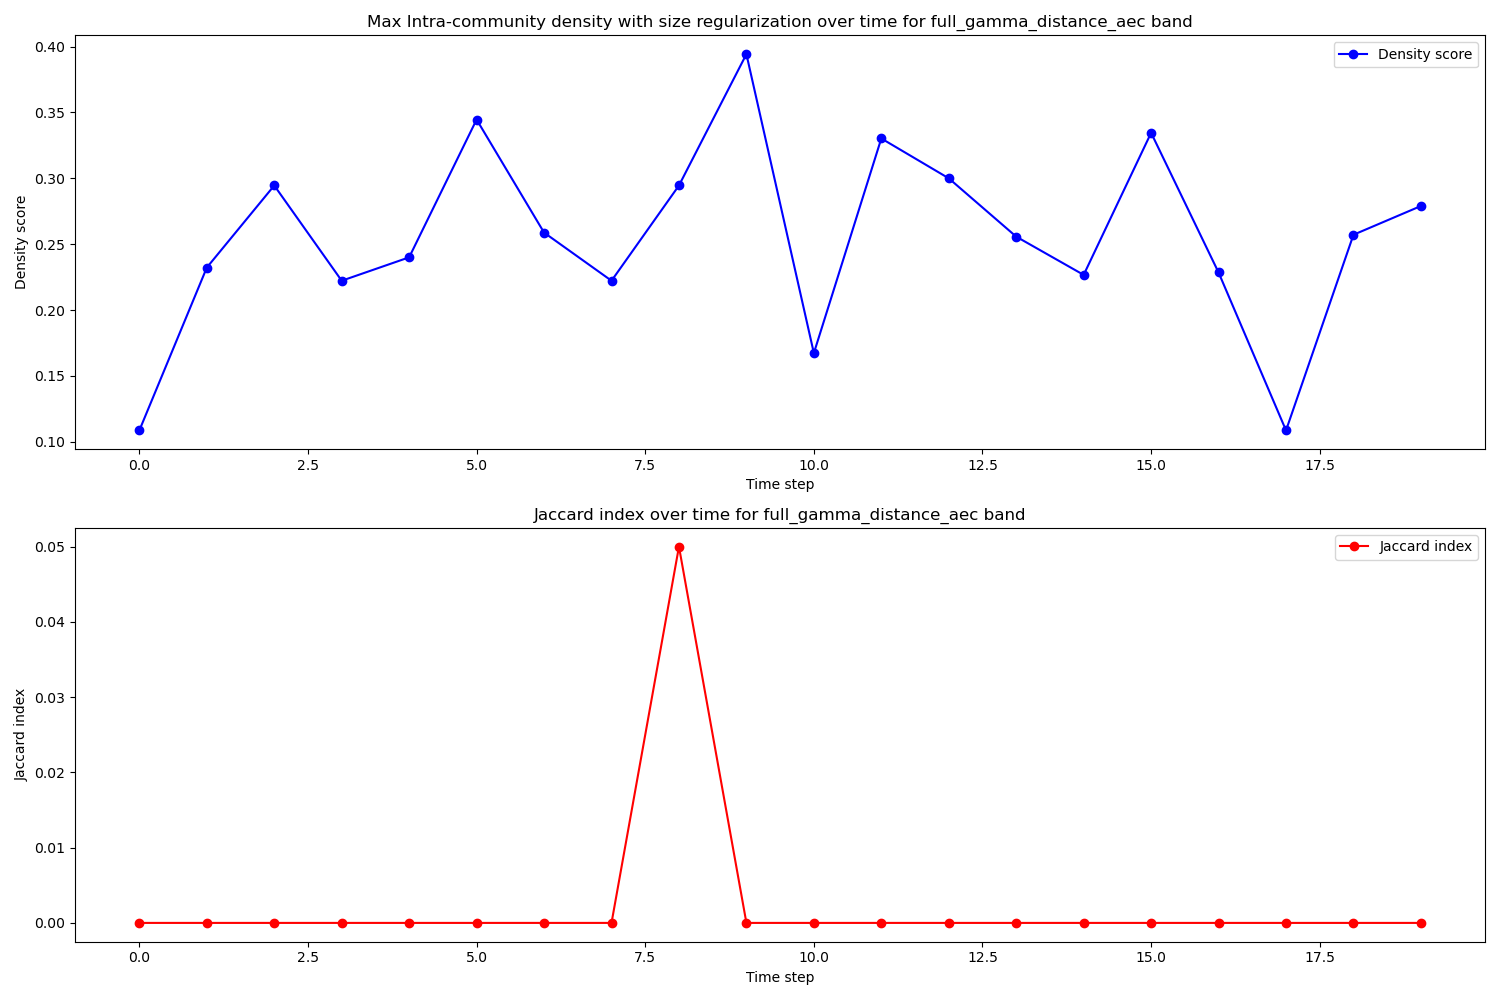 Max Intra-community density with size regularization over time for full_gamma_distance_aec band
Density score
0.40
0.35
0.30
0.25
0.20
0.15
0.10
Density score
0.0 2.5 5.0 7.5 10.0 12.5 15.0 17.5
Time step
Jaccard index over time for full_gamma_distance_aec band
Jaccard index
0.05
0.04
0.03
0.02
0.01
0.00
Jaccard index
0.0 2.5 5.0 7.5 10.0 12.5 15.0 17.5
Time step